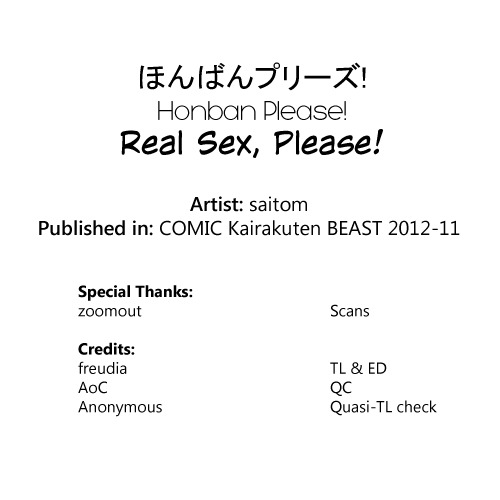 ほんばんプリーズ!
Honban Please!
Real Sex, Please!
Artist: saitom
Published in: COMIC Kairakuten BEAST 2012-11
Special Thanks:
zoomout Scans
Credits:
freudia TL & ED
AoC QC
Anonymous Quasi-TL check